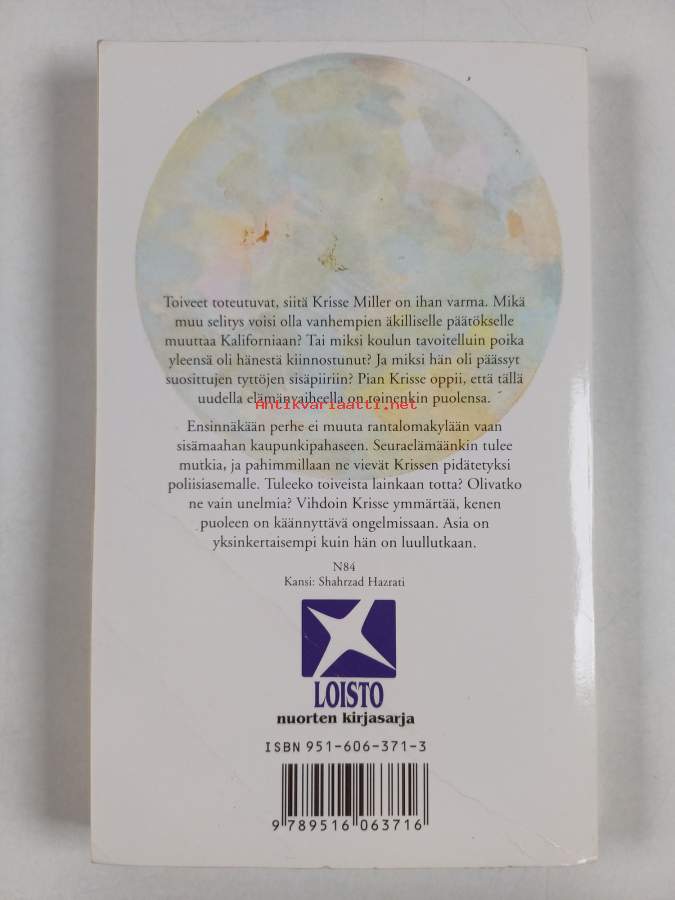 Toiveet toteutuvat, siitä Krisse Miller on ihan varma. Mikä
muu selitys voisi olla vanhempien äkilliselle päätökselle
muuttaa Kaliforniaan? Tai miksi koulun tavoitelluin poika
yleensä oli hänestä kiinnostunut? Ja miksi hän oli päässyt
suosittujen tyttöjen sisäpiiriin? Pian Krisse oppii, että tällä
uudella elämänvaiheella on toinenkin puolensa.
Antikvariaatti.net
Ensinnäkään perhe ei muuta rantalomakylään vaan
sisämaahan kaupunkipahaseen. Seuraelämäänkin tulee
mutkia, ja pahimmillaan ne vievät Krissen pidätetyksi
poliisiasemalle. Tuleeko toiveista lainkaan totta? Olivatko
ne vain unelmia? Vihdoin Krisse ymmärtää, kenen
puoleen on käännyttävä ongelmissaan. Asia on
yksinkertaisempi kuin hän on luullutkaan.
N84
Kansi: Shahrzad Hazrati
LOISTO
nuorten kirjasarja
ISBN 951-606-371-3
9 789516 063716